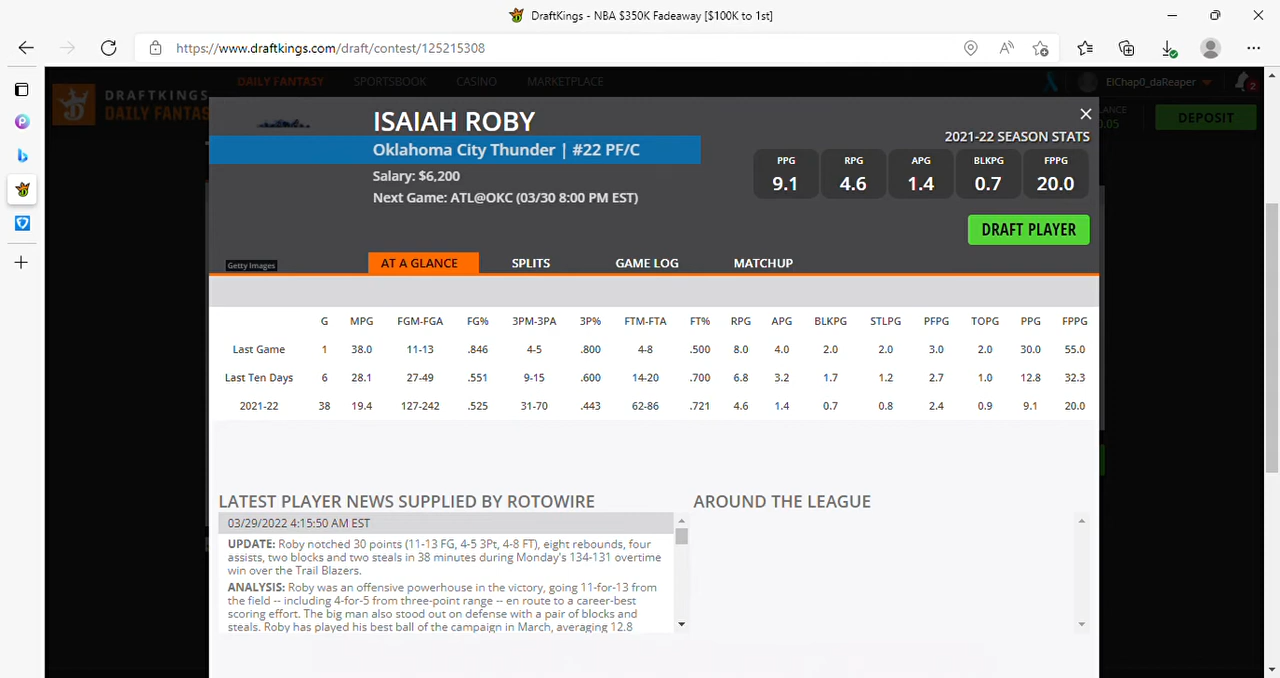 DraftKings - NBA $350K Fadeaway [$100K to 1st]
https://www.draftkings.com/draft/contest/125215308
DAILY FANTASY SPORTSBOOK CASINO MARKETPLACE
ElChap0_daReaper
2
DRAFTKINGS
DAILY FANTAS
LANCE
0.05
DEPOSIT
ISAIAH ROBY
Oklahoma City Thunder | #22 PF/C
Salary: $6,200
Next Game: ATL@OKC (03/30 8:00 PM EST)
2021-22 SEASON STATS
PPG RPG APG BLKPG FPPG
9.1 4.6 1.4 0.7 20.0
DRAFT PLAYER
Getty Images
AT A GLANCE SPLITS GAME LOG MATCHUP
G MPG FGM-FGA FG% 3PM-3PA 3P% FTM-FTA FT% RPG APG BLKPG STLPG PFPG TOPG PPG FPPG
Last Game 1 38.0 11-13 .846 4-5 .800 4-8 .500 8.0 4.0 2.0 2.0 3.0 2.0 30.0 55.0
Last Ten Days 6 28.1 27-49 .551 9-15 .600 14-20 .700 6.8 3.2 1.7 1.2 2.7 1.0 12.8 32.3
2021-22 38 19.4 127-242 .525 31-70 .443 62-86 .721 4.6 1.4 0.7 0.8 2.4 0.9 9.1 20.0
LATEST PLAYER NEWS SUPPLIED BY ROTOWIRE
03/29/2022 4:15:50 AM EST
UPDATE: Roby notched 30 points (11-13 FG, 4-5 3Pt, 4-8 FT), eight rebounds, four
assists, two blocks and two steals in 38 minutes during Monday's 134-131 overtime
win over the Trail Blazers.
ANALYSIS: Roby was an offensive powerhouse in the victory, going 11-for-13 from
the field -- including 4-for-5 from three-point range -- en route to a career-best
scoring effort. The big man also stood out on defense with a pair of blocks and
steals. Roby has played his best ball of the campaign in March, averaging 12.8
AROUND THE LEAGUE